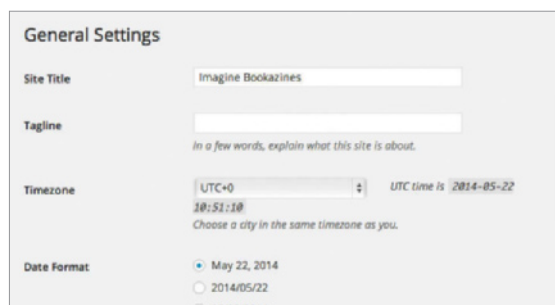 General Settings
Site Title Imagine Bookazines
Tagline
In a few words, explain what this site is about.
Timezone UTC+0 UTC time is 2014-05-22
10:51:10
Choose a city in the same timezone as you.
Date Format May 22, 2014
2014/05/22